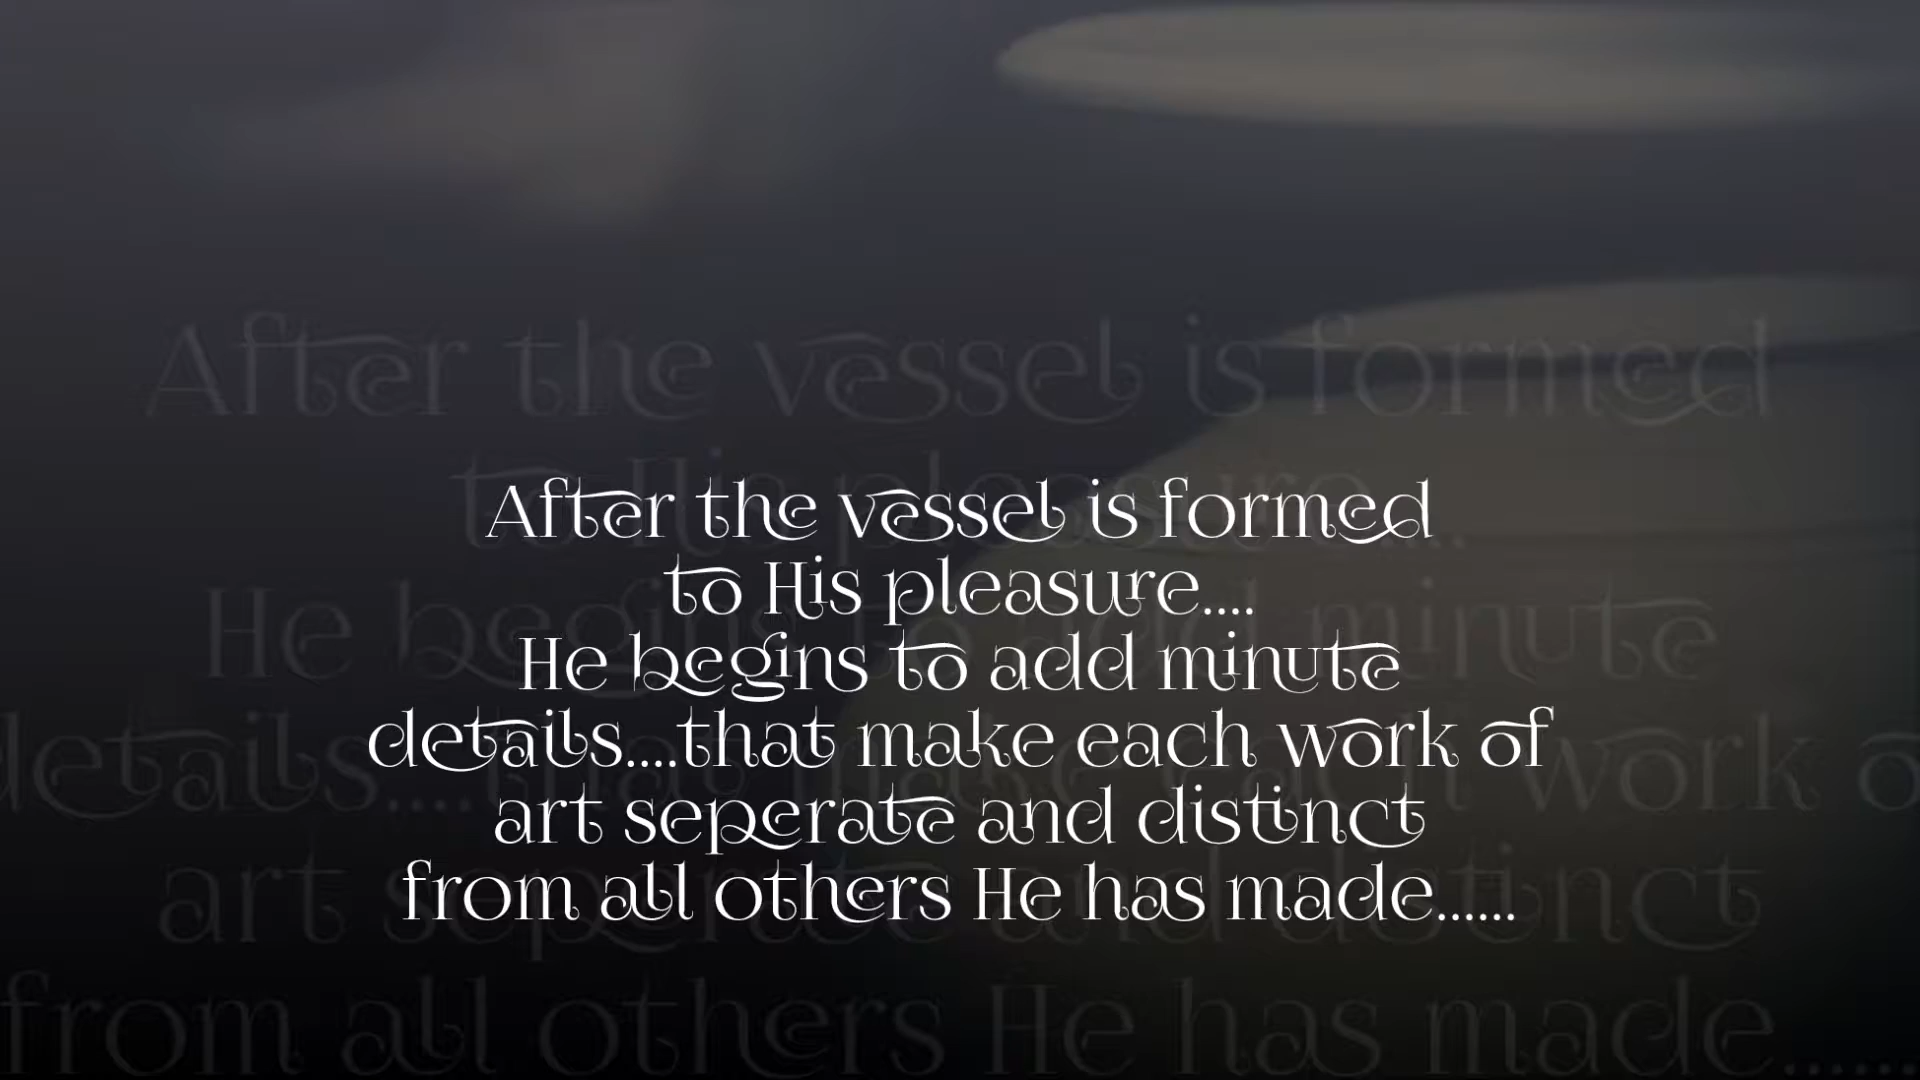 After the vessel is formed
to His pleasure....
He begins to add minute
details....that make each work of
art seperate and distinct
from all others He has made......